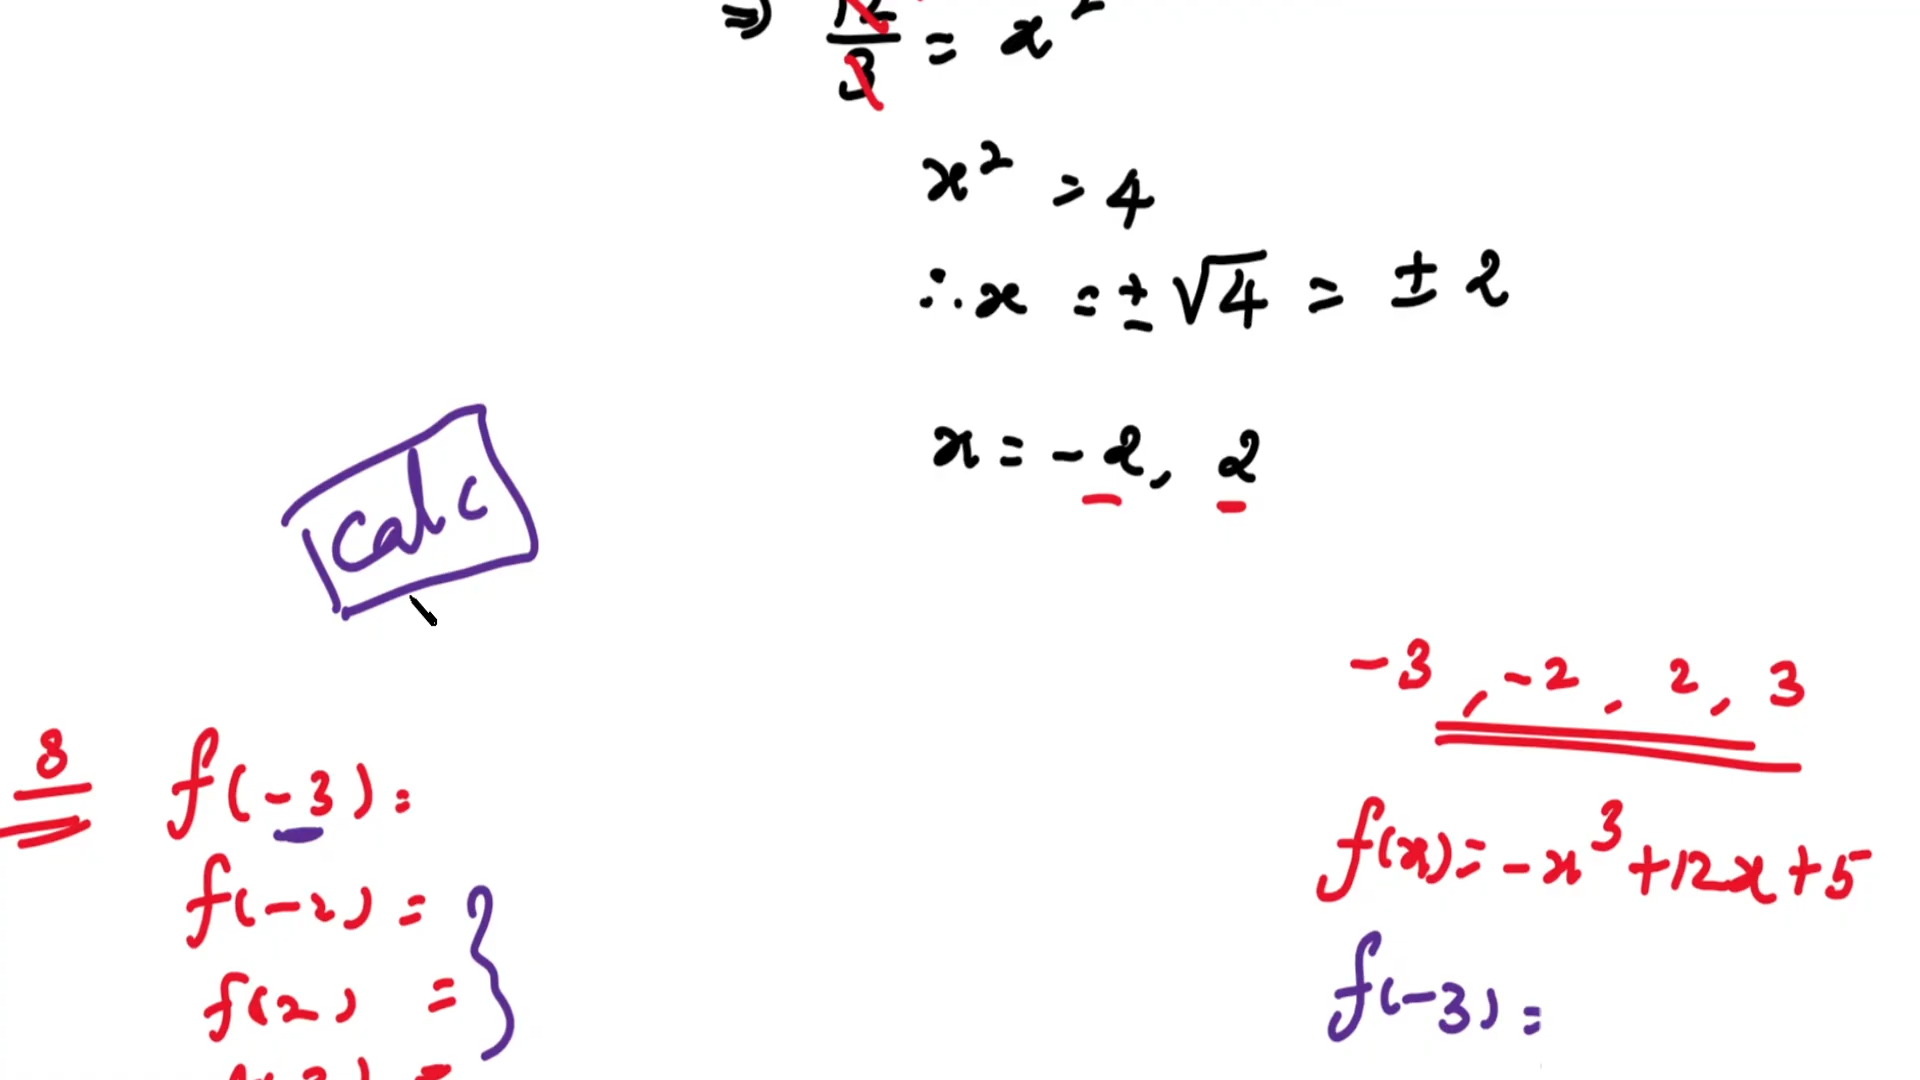 ⇒ 12/3 = x²
x² = 4
∴ x = ± √4 = ± 2
x = -2, 2
calc
-3, -2, 2, 3
8
f(-3) =
f(-2) =
f(2) =
f(x) = -x³ + 12x + 5
f(-3) =